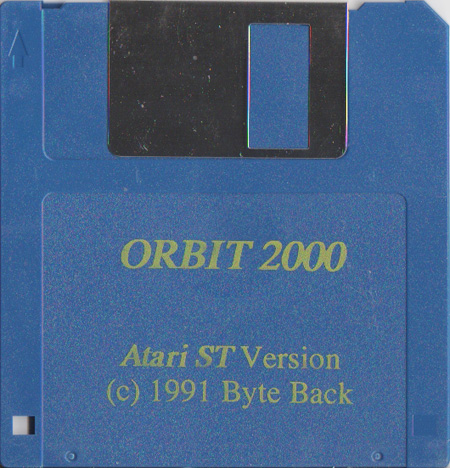 ORBIT 2000
Atari ST Version
(c) 1991 Byte Back